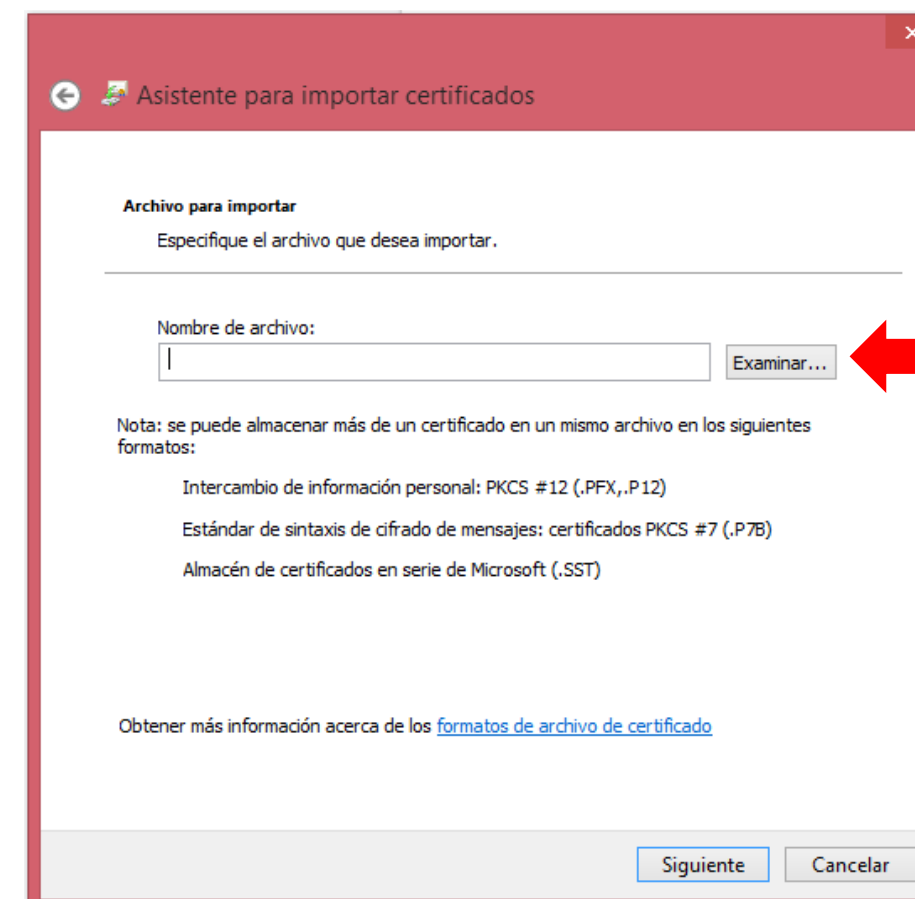 Asistente para importar certificados
Archivo para importar
Especifique el archivo que desea importar.
Nombre de archivo:
Examinar...
Nota: se puede almacenar más de un certificado en un mismo archivo en los siguientes
formatos:
Intercambio de información personal: PKCS #12 (.PFX,.P12)
Estándar de sintaxis de cifrado de mensajes: certificados PKCS #7 (.P7B)
Almacén de certificados en serie de Microsoft (.SST)
Obtener más información acerca de los formatos de archivo de certificado
Siguiente Cancelar